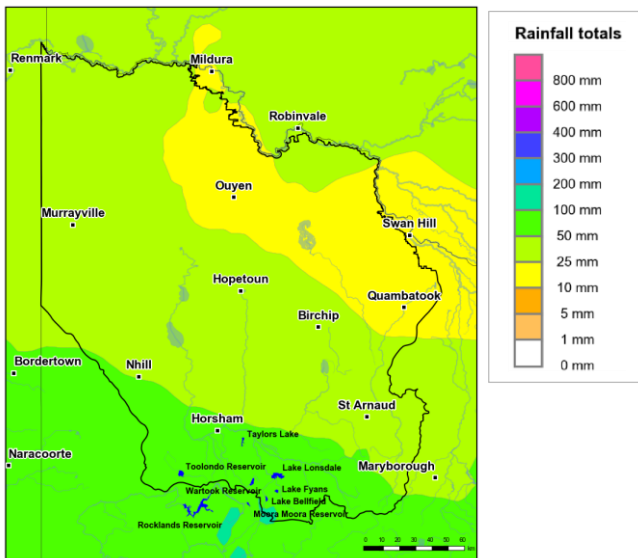 Rainfall totals
800 mm
600 mm
400 mm
300 mm
200 mm
100 mm
50 mm
25 mm
10 mm
5 mm
1 mm
0 mm
Renmark
Mildura
Robinvale
Ouyen
Murrayville
Swan Hill
Hopetoun
Quambatook
Birchip
Bordertown
Nhill
St Arnaud
Horsham
Taylors Lake
Naracoorte
Toolondo Reservoir
Lake Lonsdale
Maryborough
Wartook Reservoir
Lake Fyans
Lake Bellfield
Moora Moora Reservoir
Rocklands Reservoir
0 10 20 30 40 50 60
km